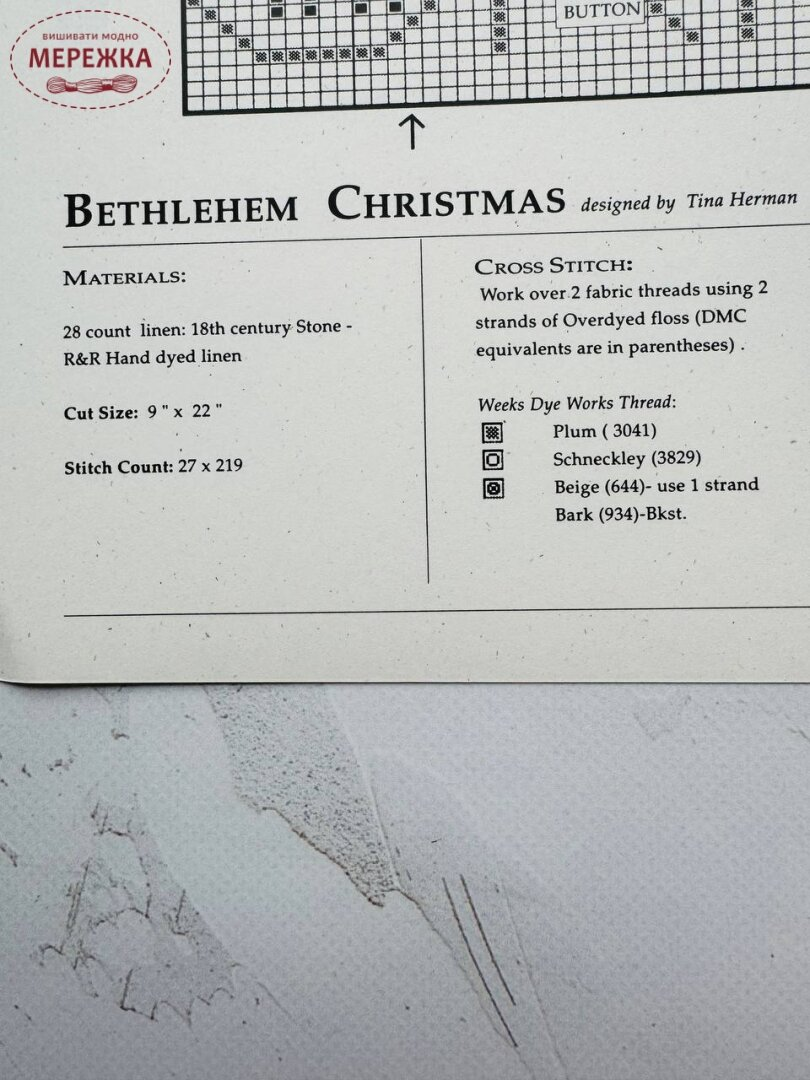 вишивати модно
МЕРЕЖКА
BUTTON
BETHLEHEM CHRISTMAS designed by Tina Herman
MATERIALS:
28 count linen: 18th century Stone -
R&R Hand dyed linen
Cut Size: 9 " x 22 "
Stitch Count: 27 x 219
CROSS STITCH:
Work over 2 fabric threads using 2
strands of Overdyed floss (DMC
equivalents are in parentheses) .
Weeks Dye Works Thread:
Plum ( 3041)
Schneckley (3829)
Beige (644)- use 1 strand
Bark (934)-Bkst.